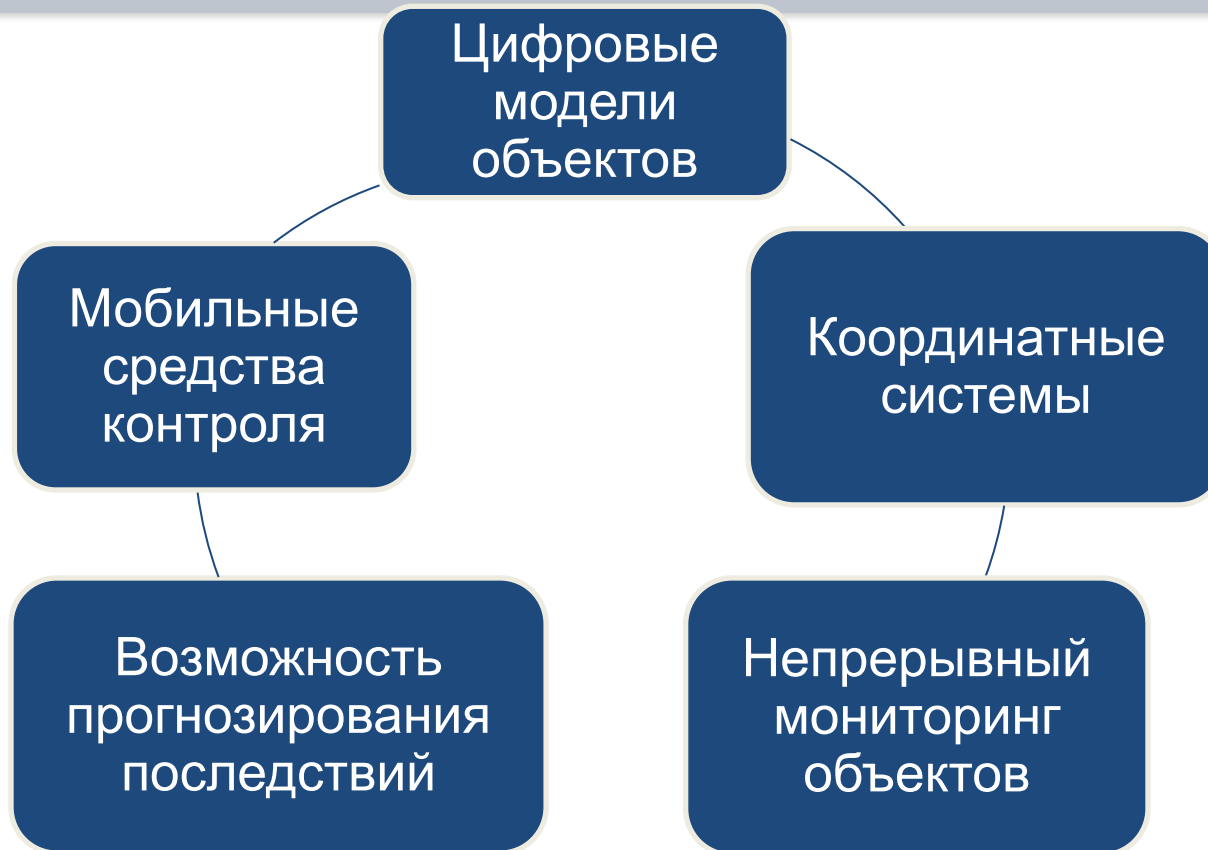 Цифровые
модели
объектов
Мобильные
средства
контроля
Координатные
системы
Возможность
прогнозирования
последствий
Непрерывный
мониторинг
объектов